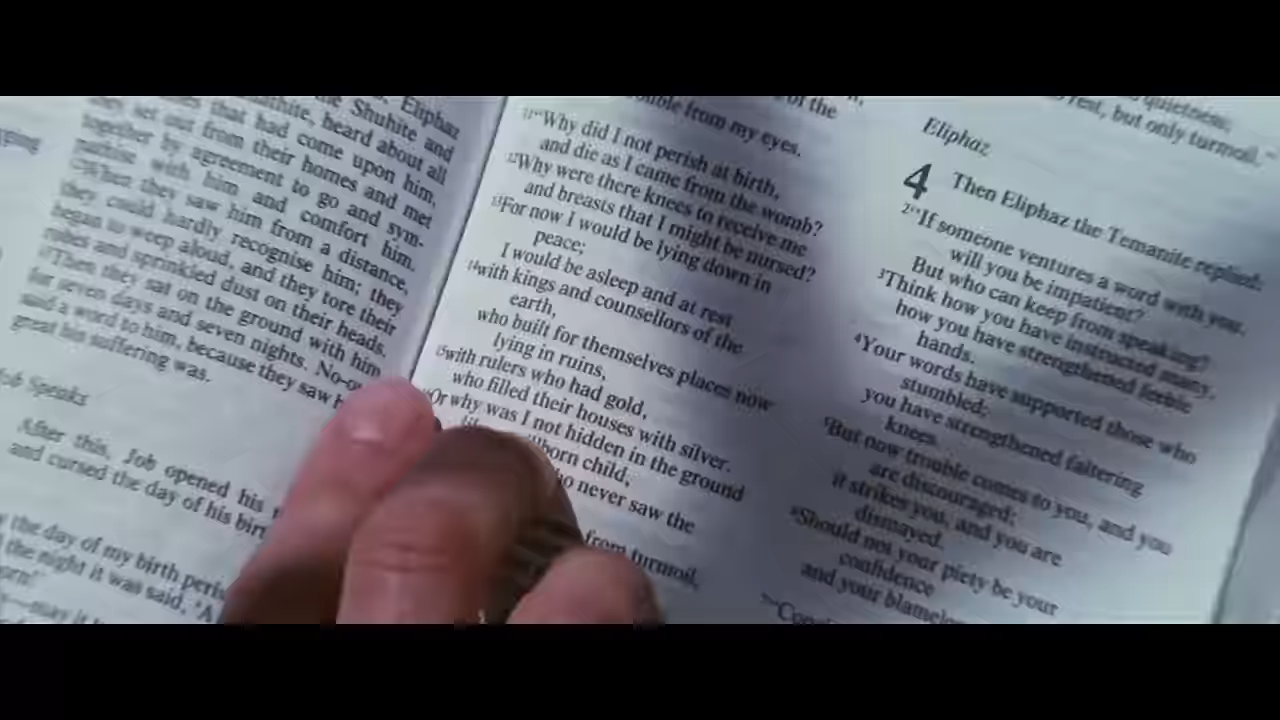 Eliphaz
the Shuhite and
heard about all
that had come upon him,
set out from their homes and met
together by agreement to go and sym-
with him and comfort him.
When they saw him from a distance,
they could hardly recognise him; they
began to weep aloud, and they tore their
robes and sprinkled dust on their heads.
Then they sat on the ground with him
for seven days and seven nights. No-o
said a word to him, because they saw h
great his suffering was.
Job Speaks
After this, Job opened his
and cursed the day of his birt
the day of my birth peris
the night it was said, 'A
from my eyes.
11"Why did I not perish at birth,
and die as I came from the womb?
12Why were there knees to receive me
and breasts that I might be nursed?
13For now I would be lying down in
peace;
I would be asleep and at rest
14with kings and counsellors of the
earth,
who built for themselves places now
lying in ruins,
15with rulers who had gold,
who filled their houses with silver.
16Or why was I not hidden in the ground
born child,
who never saw the
from turmoil,
of the
quietness;
rest, but only turmoil."
Eliphaz
4 Then Eliphaz the Temanite replied:
2"If someone ventures a word with you,
will you be impatient?
But who can keep from speaking?
3Think how you have instructed many,
how you have strengthened feeble
hands.
4Your words have supported those who
stumbled;
you have strengthened faltering
knees.
5But now trouble comes to you, and you
are discouraged;
it strikes you, and you are
dismayed.
6Should not your piety be your
confidence
and your blamele